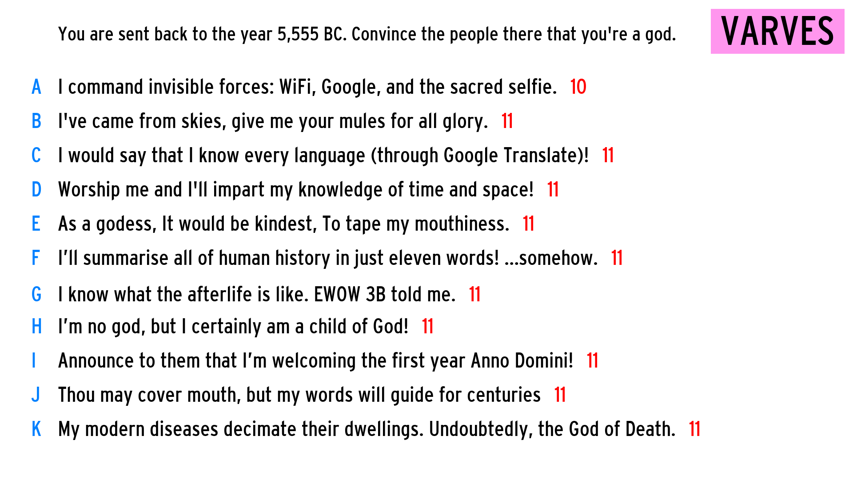 You are sent back to the year 5,555 BC. Convince the people there that you're a god.
VARVES
A I command invisible forces: WiFi, Google, and the sacred selfie. 10
B I've came from skies, give me your mules for all glory. 11
C I would say that I know every language (through Google Translate)! 11
D Worship me and I'll impart my knowledge of time and space! 11
E As a godess, It would be kindest, To tape my mouthiness. 11
F I’ll summarise all of human history in just eleven words! ...somehow. 11
G I know what the afterlife is like. EWOW 3B told me. 11
H I’m no god, but I certainly am a child of God! 11
I Announce to them that I’m welcoming the first year Anno Domini! 11
J Thou may cover mouth, but my words will guide for centuries 11
K My modern diseases decimate their dwellings. Undoubtedly, the God of Death. 11